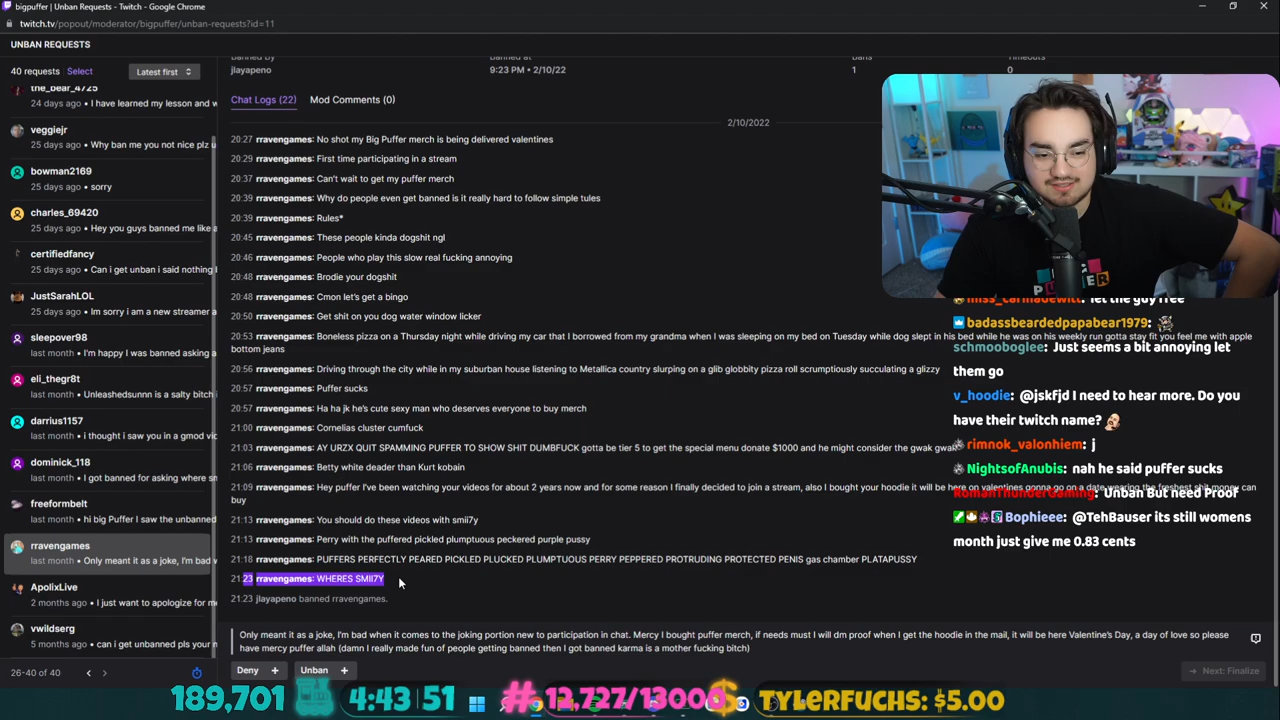 bigpuffer | Unban Requests - Twitch - Google Chrome
twitch.tv/popout/moderator/bigpuffer/unban-requests?id=11
UNBAN REQUESTS
40 requests Select Latest first
the_bear_4725
24 days ago • I have learned my lesson and w
veggiejr
25 days ago • Why ban me you not nice plz u
bowman2169
25 days ago • sorry
charles_69420
25 days ago • Hey you guys banned me like a
certifiedfancy
25 days ago • Can i get unban i said nothing
JustSarahLOL
25 days ago • Im sorry i am a new streamer a
sleepover98
last month • I'm happy I was banned asking a
eli_thegr8t
last month • Unleashedsunnn is a salty bitch i
darrius1157
last month • i thought i saw you in a gmod vic
dominick_118
last month • I got banned for asking where sn
freeformbelt
last month • hi big Puffer I saw the unbanned
rravengames
last month • Only meant it as a joke, I'm bad w
ApolixLive
2 months ago • I just want to apologize for m
vwildserg
5 months ago • can i get unbanned pls your n
26-40 of 40
Banned by
jlayapeno
Banned at
9:23 PM • 2/10/22
Bans
1
Timeouts
0
Chat Logs (22) Mod Comments (0)
2/10/2022
20:27 rravengames: No shot my Big Puffer merch is being delivered valentines
20:29 rravengames: First time participating in a stream
20:37 rravengames: Can't wait to get my puffer merch
20:39 rravengames: Why do people even get banned is it really hard to follow simple tules
20:39 rravengames: Rules*
20:45 rravengames: These people kinda dogshit ngl
20:46 rravengames: People who play this slow real fucking annoying
20:48 rravengames: Brodie your dogshit
20:48 rravengames: Cmon let's get a bingo
20:50 rravengames: Get shit on you dog water window licker
20:53 rravengames: Boneless pizza on a Thursday night while driving my car that I borrowed from my grandma when I was sleeping on my bed on Tuesday while dog slept in his bed while he was on his weekly run gotta stay fit you feel me with apple
bottom jeans
20:56 rravengames: Driving through the city while in my suburban house listening to Metallica country slurping on a glib globbity pizza roll scrumptiously succulating a glizzy
20:57 rravengames: Puffer sucks
20:57 rravengames: Ha ha jk he's cute sexy man who deserves everyone to buy merch
21:00 rravengames: Cornelias cluster cumfuck
21:03 rravengames: AY URZX QUIT SPAMMING PUFFER TO SHOW SHIT DUMBFUCK gotta be tier 5 to get the special menu donate $1000 and he might consider the gwak gwak
21:06 rravengames: Betty white deader than Kurt kobain
21:09 rravengames: Hey puffer I've been watching your videos for about 2 years now and for some reason I finally decided to join a stream, also I bought your hoodie it will be here on valentines gonna go on a date wearing the freshest shit money can
buy
21:13 rravengames: You should do these videos with smii7y
21:13 rravengames: Perry with the puffered pickled plumptuous peckered purple pussy
21:18 rravengames: PUFFERS PERFECTLY PEARED PICKLED PLUCKED PLUMPTUOUS PERRY PEPPERED PROTRUDING PROTECTED PENIS gas chamber PLATAPUSSY
21:23 rravengames: WHERES SMII7Y
21:23 jlayapeno banned rravengames.
Only meant it as a joke, I'm bad when it comes to the joking portion new to participation in chat. Mercy I bought puffer merch, if needs must I will dm proof when I get the hoodie in the mail, it will be here Valentine's Day, a day of love so please
have mercy puffer allah (damn I really made fun of people getting banned then I got banned karma is a mother fucking bitch)
Deny + Unban + → Next: Finalize
miss_carmadewitt: let the guy free
badassbeardedpapabear1979:
schmooboglee: Just seems a bit annoying let
them go
v_hoodie: @jskfjd I need to hear more. Do you
have their twitch name?
rimnok_valonhiem: j
NightsofAnubis: nah he said puffer sucks
RomanThunderGaming: Unban But need Proof
Bophieee: @TehBauser its still womens
month just give me 0.83 cents
189,701 4:43 51 # 12,727/13000 $ TYLERFUCHS: $5.00